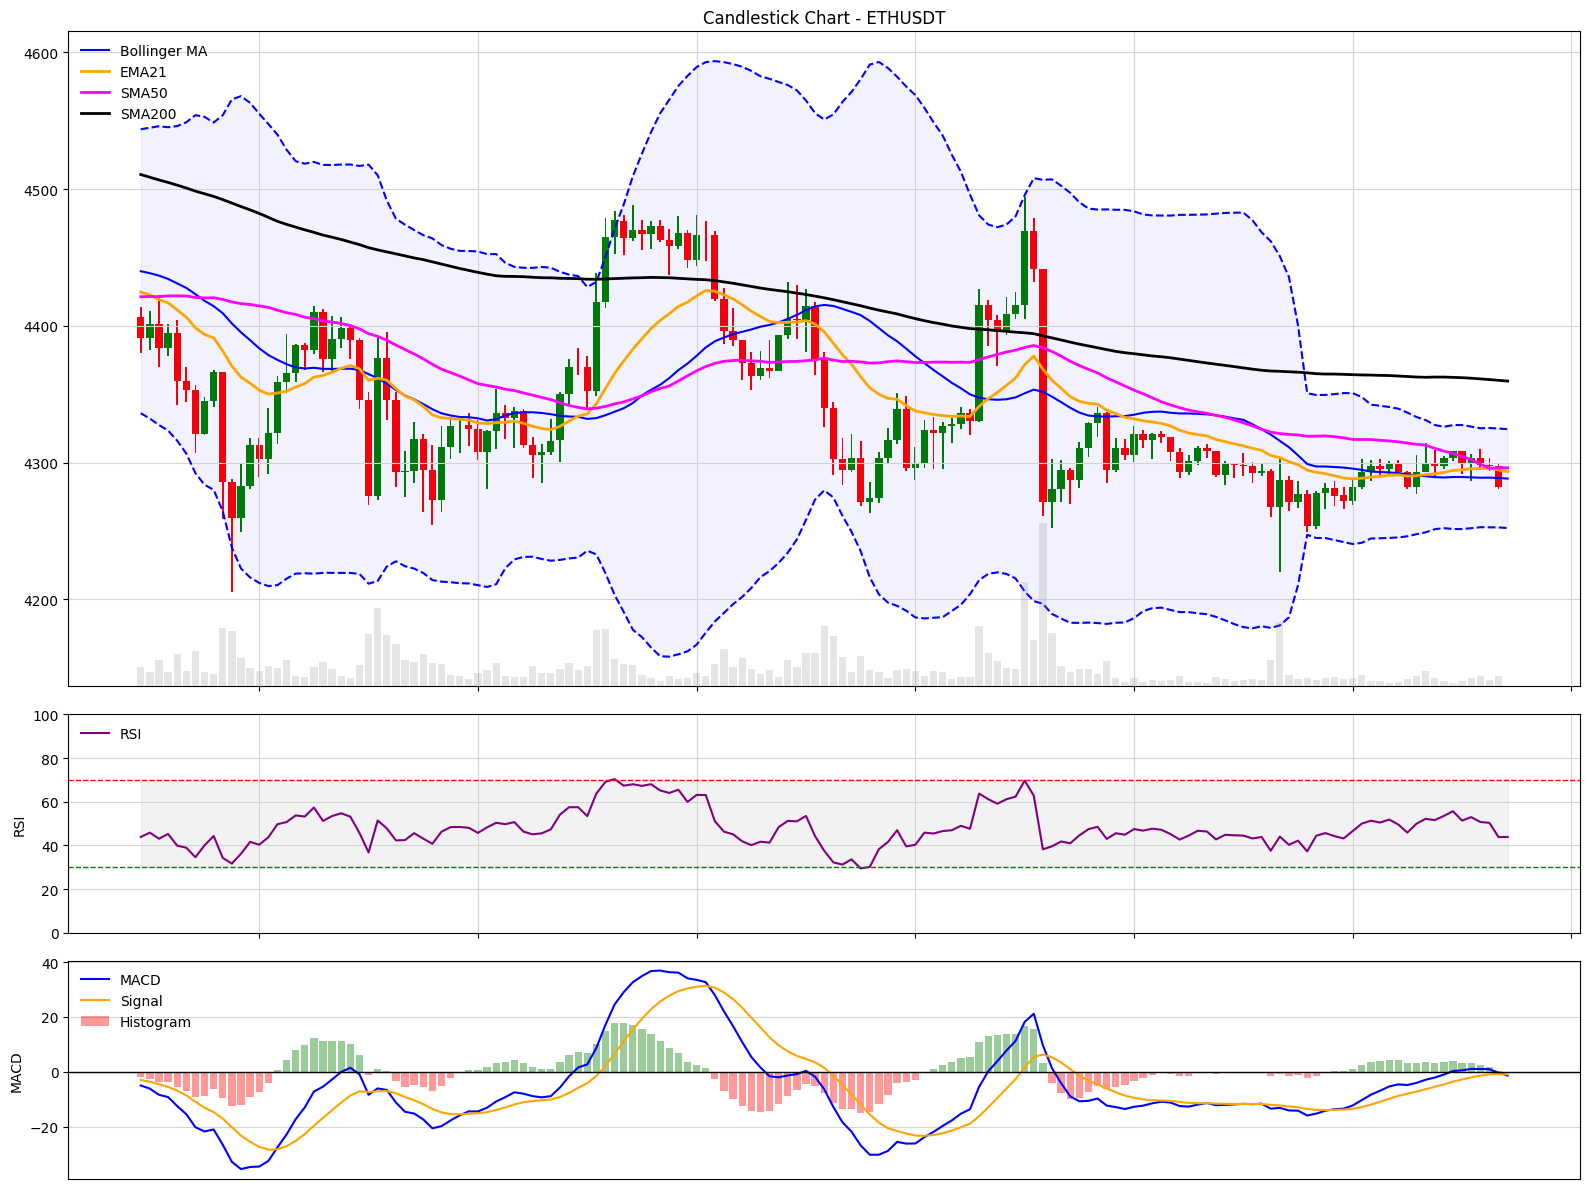 Candlestick Chart - ETHUSDT
4600
4500
4400
4300
4200
Bollinger MA
EMA21
SMA50
SMA200
100
80
60
40
20
0
RSI
RSI
40
20
0
−20
MACD
MACD
Signal
Histogram